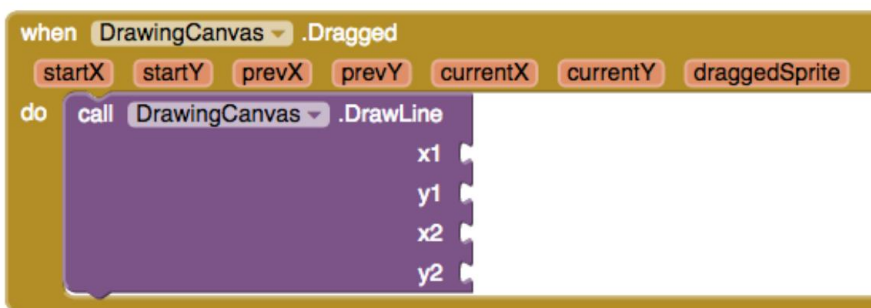 when DrawingCanvas .Dragged
startX startY prevX prevY currentX currentY draggedSprite
do call DrawingCanvas .DrawLine
x1
y1
x2
y2